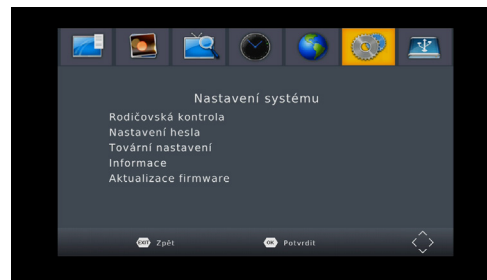 Nastavení systému
Rodičovská kontrola
Nastavení hesla
Tovární nastavení
Informace
Aktualizace firmware
EXIT Zpět
OK Potvrdit